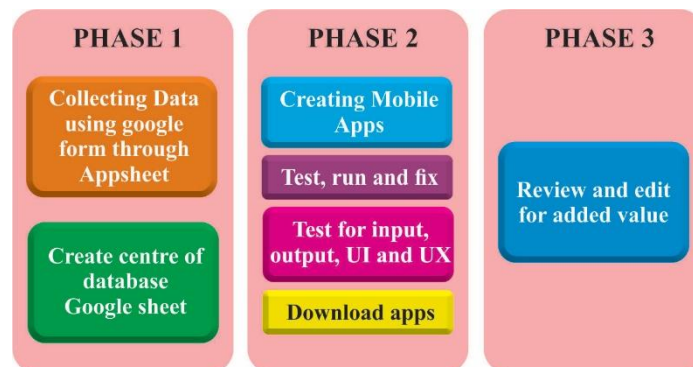 PHASE 1
Collecting Data
using google
form through
Appsheet
Create centre of
database
Google sheet
PHASE 2
Creating Mobile
Apps
Test, run and fix
Test for input,
output, UI and UX
Download apps
PHASE 3
Review and edit
for added value